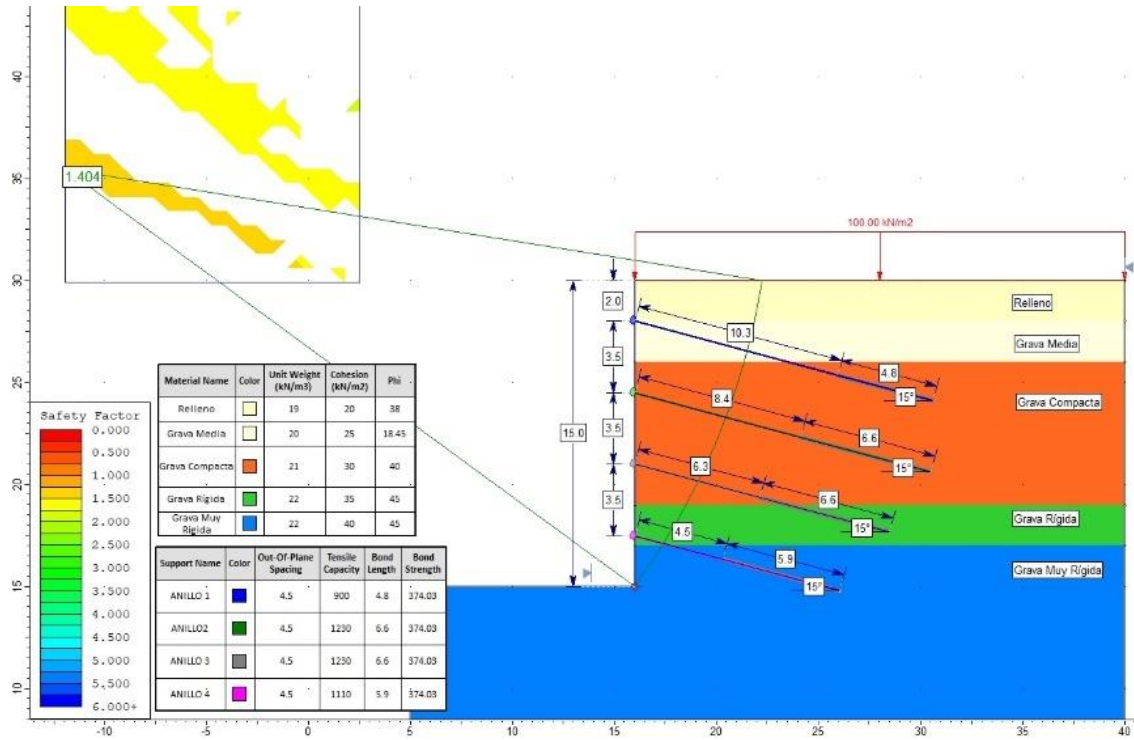 40
35
30
25
20
15
10
1.404
100.00 kN/m2
2.0
3.5
3.5
3.5
15.0
10.3
4.8
15°
8.4
6.6
15°
6.3
6.6
15°
4.5
5.9
15°
Relleno
Grava Media
Grava Compacta
Grava Rígida
Grava Muy Rígida
Material Name Color Unit Weight (kN/m3) Cohesion (kN/m2) Phi
Relleno 19 20 38
Grava Media 20 25 18.45
Grava Compacta 21 30 40
Grava Rígida 22 35 45
Grava Muy Rígida 22 40 45
Support Name Color Out-Of-Plane Spacing Tensile Capacity Bond Length Bond Strength
ANILLO 1 4.5 900 4.8 374.03
ANILLO2 4.5 1230 6.6 374.03
ANILLO 3 4.5 1230 6.6 374.03
ANILLO 4 4.5 1110 5.9 374.03
Safety Factor
0.000
0.500
1.000
1.500
2.000
2.500
3.000
3.500
4.000
4.500
5.000
5.500
6.000+
-10 -5 0 5 10 15 20 25 30 35 40